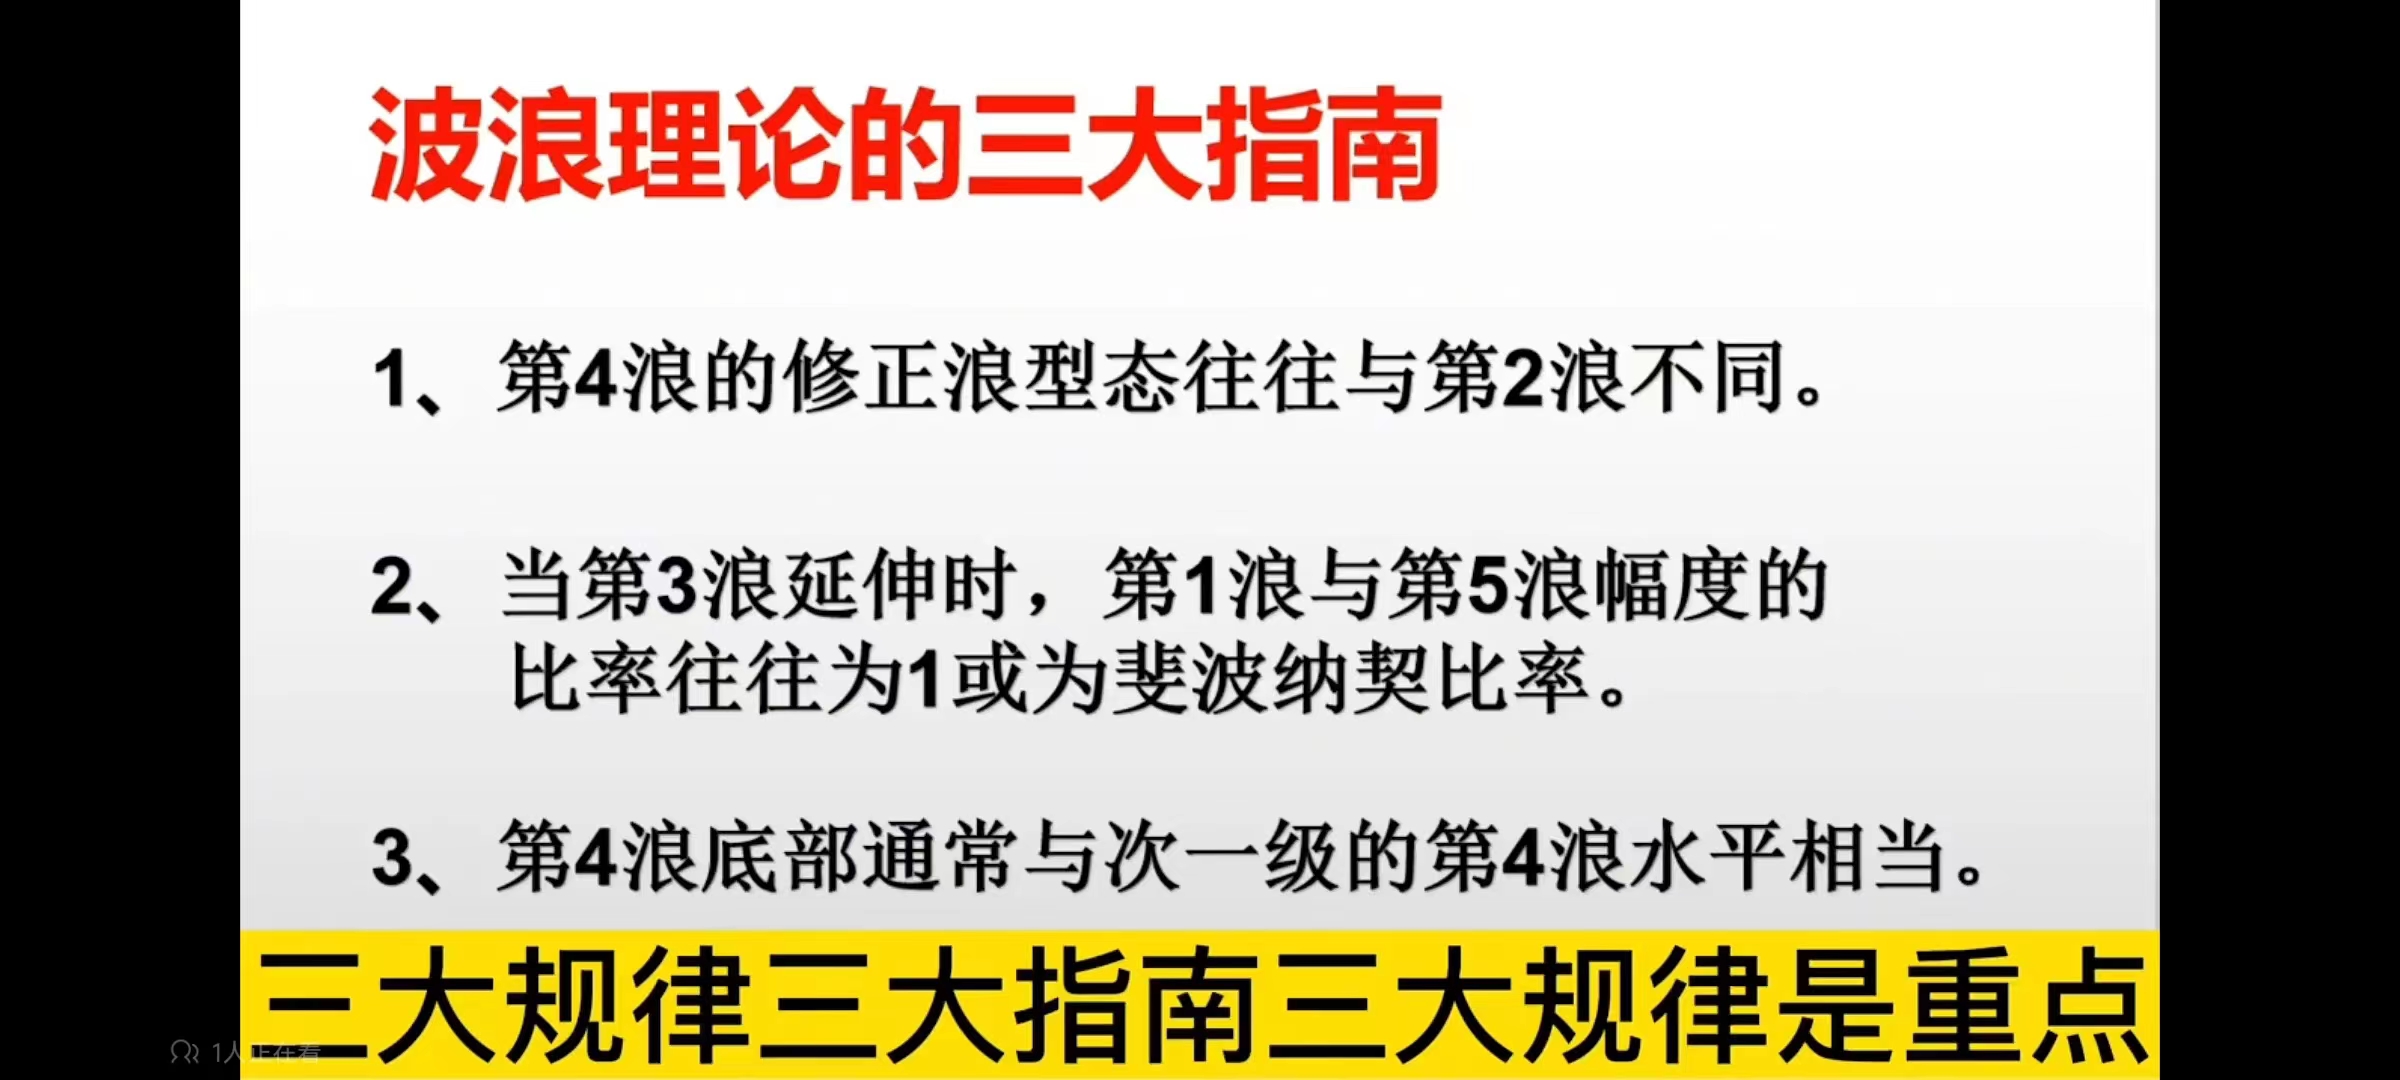 波浪理论的三大指南
1、第4浪的修正浪型态往往与第2浪不同。
2、当第3浪延伸时，第1浪与第5浪幅度的
比率往往为1或为斐波纳契比率。
3、第4浪底部通常与次一级的第4浪水平相当。
三大规律三大指南三大规律是重点
1人正在看